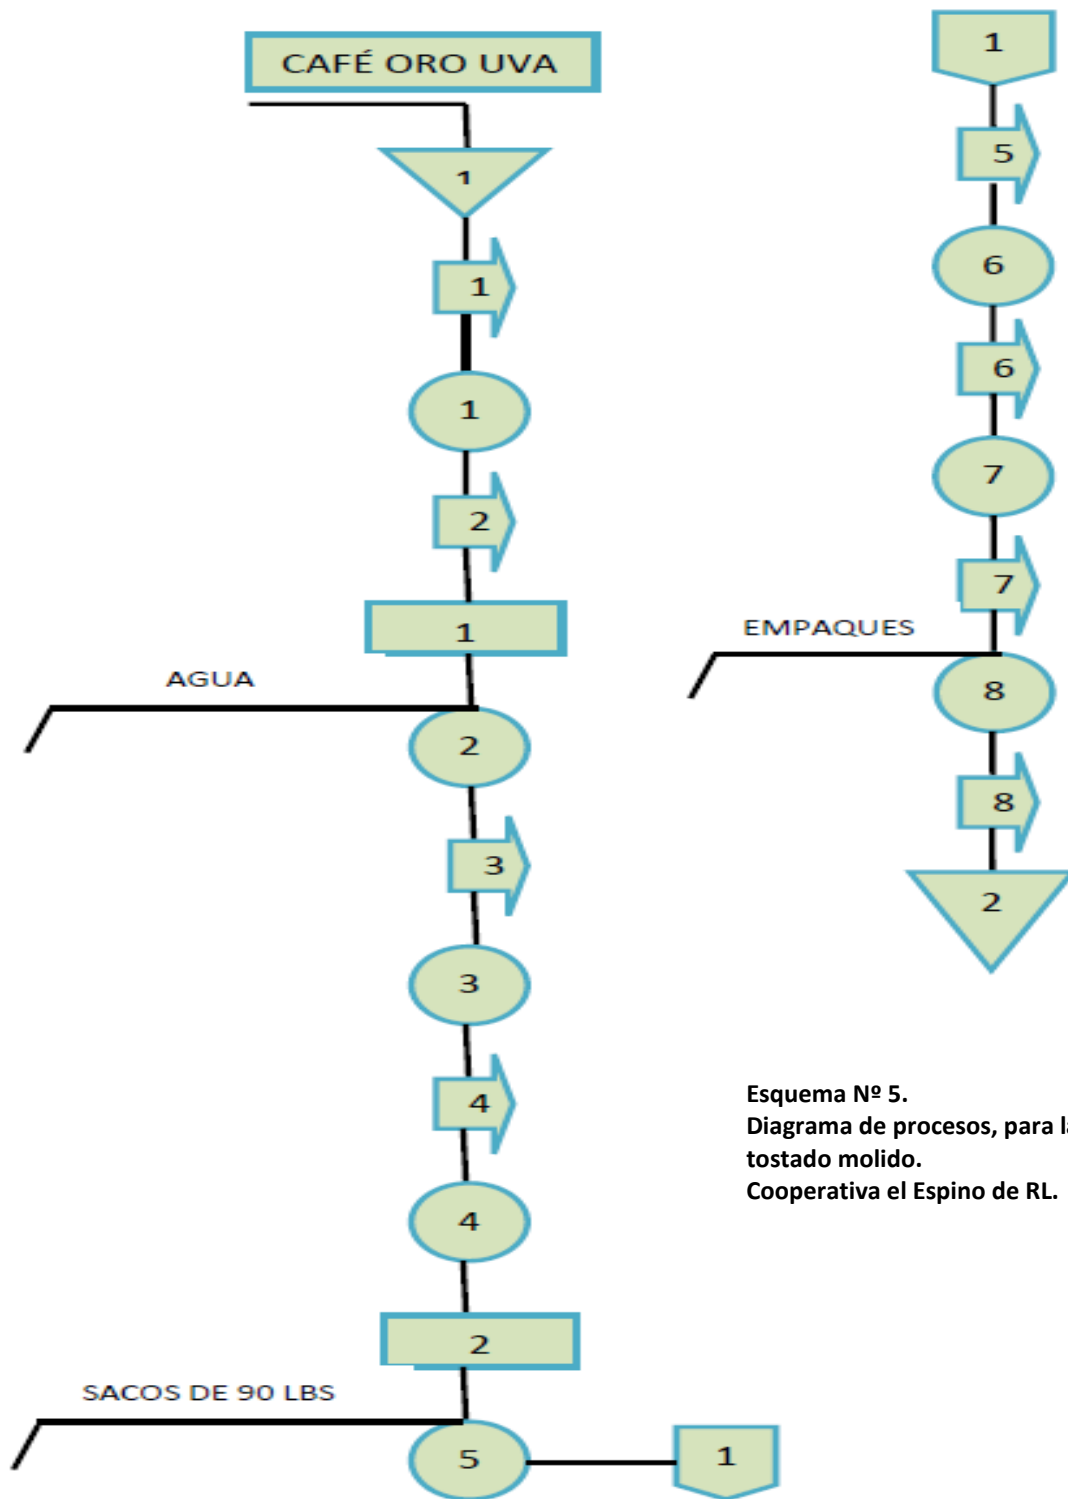 CAFÉ ORO UVA
1
1
1
2
1
AGUA
2
3
3
4
4
2
SACOS DE 90 LBS
5
1
1
5
6
6
7
7
EMPAQUES
8
8
2
Esquema Nº 5.
Diagrama de procesos, para la
tostado molido.
Cooperativa el Espino de RL.